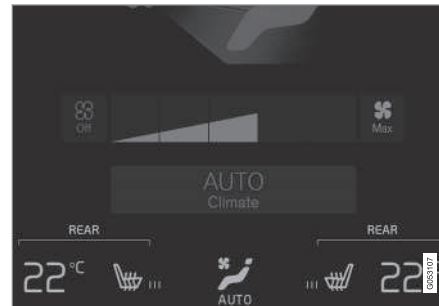 Off
Max
AUTO
Climate
REAR
REAR
22°C
AUTO
22
G053107